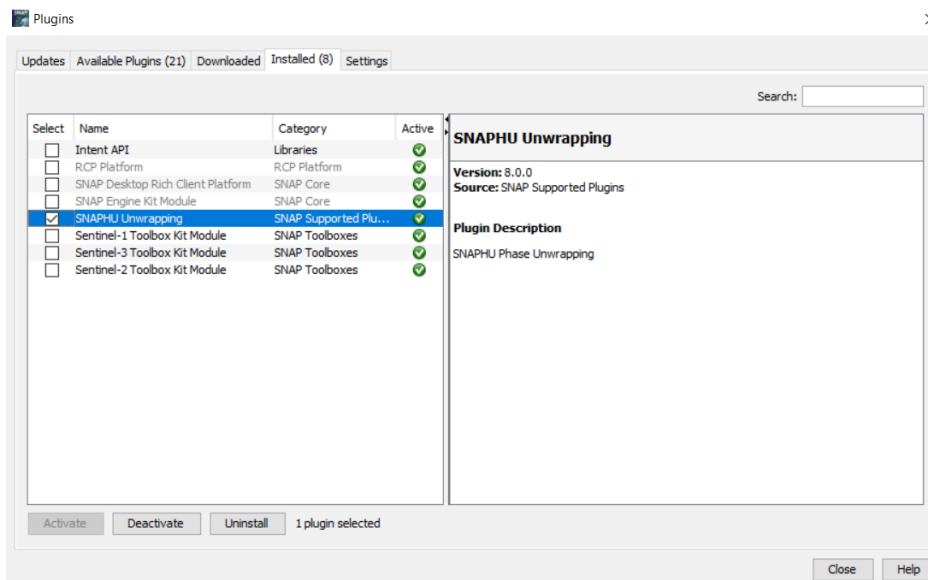 Plugins
Updates Available Plugins (21) Downloaded Installed (8) Settings
Search:
Select Name Category Active
Intent API Libraries
RCP Platform RCP Platform
SNAP Desktop Rich Client Platform SNAP Core
SNAP Engine Kit Module SNAP Core
SNAPHU Unwrapping SNAP Supported Plu...
Sentinel-1 Toolbox Kit Module SNAP Toolboxes
Sentinel-3 Toolbox Kit Module SNAP Toolboxes
Sentinel-2 Toolbox Kit Module SNAP Toolboxes
SNAPHU Unwrapping
Version: 8.0.0
Source: SNAP Supported Plugins
Plugin Description
SNAPHU Phase Unwrapping
Activate Deactivate Uninstall 1 plugin selected
Close Help